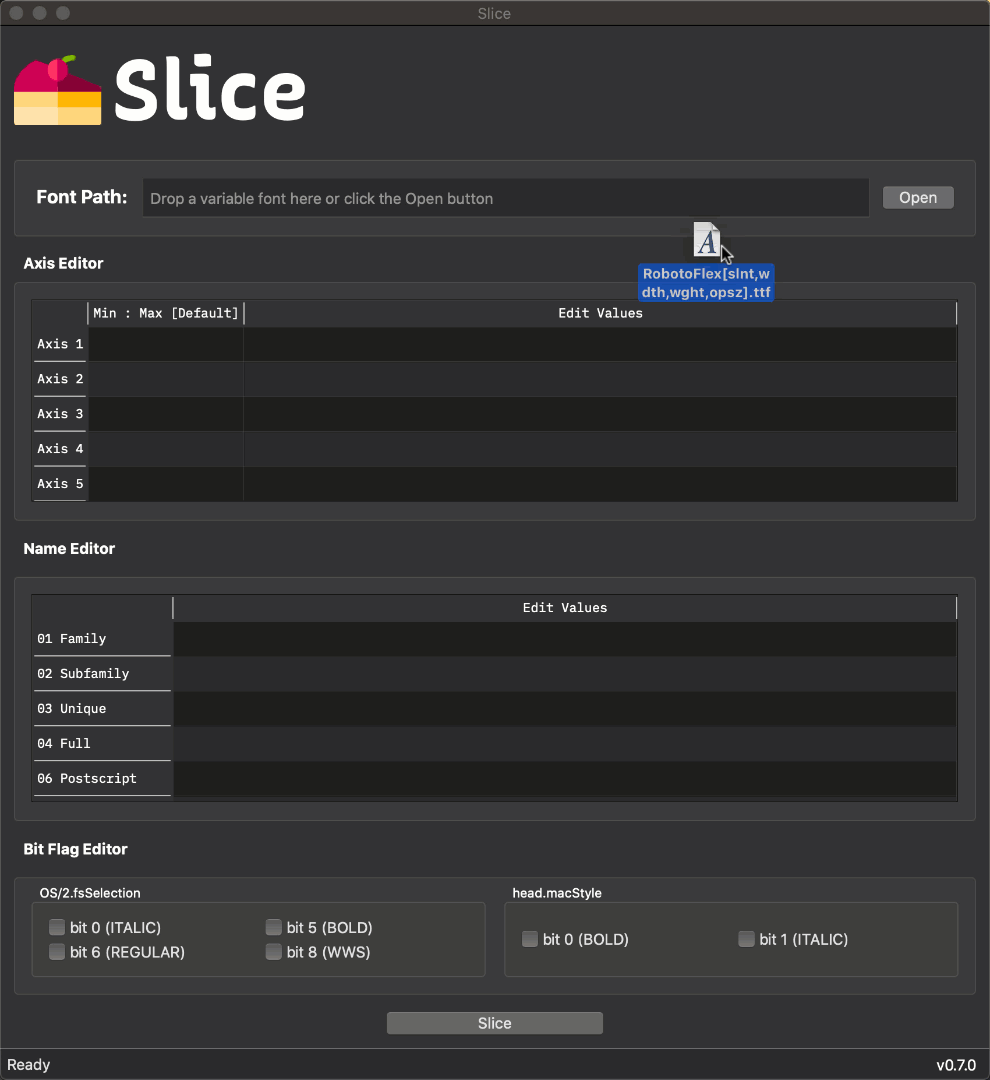 Slice
Slice
Font Path:
Drop a variable font here or click the Open button
Open
A
RobotoFlex[slnt,w
dth,wght,opsz].ttf
Axis Editor
Min : Max [Default]
Edit Values
Axis 1
Axis 2
Axis 3
Axis 4
Axis 5
Name Editor
Edit Values
01 Family
02 Subfamily
03 Unique
04 Full
06 Postscript
Bit Flag Editor
OS/2.fsSelection
bit 0 (ITALIC)
bit 5 (BOLD)
bit 6 (REGULAR)
bit 8 (WWS)
head.macStyle
bit 0 (BOLD)
bit 1 (ITALIC)
Slice
Ready
v0.7.0